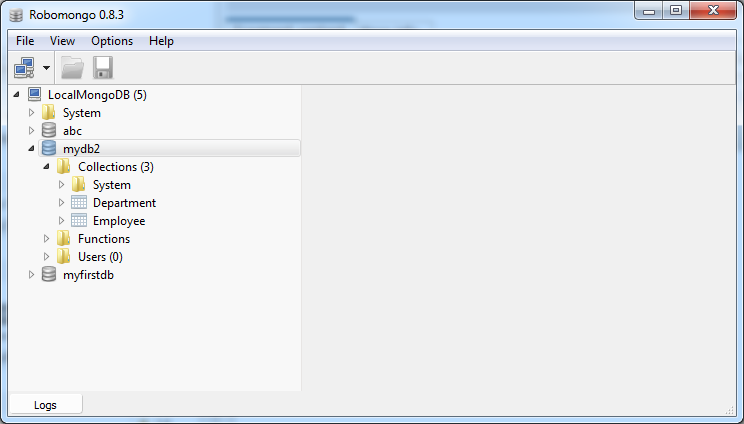 Robomongo 0.8.3
File View Options Help
LocalMongoDB (5)
System
abc
mydb2
Collections (3)
System
Department
Employee
Functions
Users (0)
myfirstdb
Logs